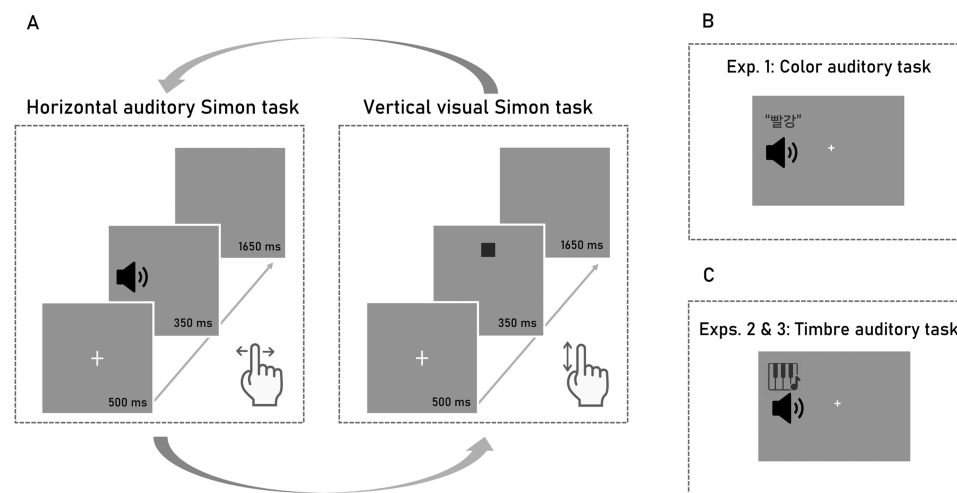 A
Horizontal auditory Simon task
1650 ms
350 ms
500 ms
Vertical visual Simon task
1650 ms
350 ms
500 ms
B
Exp. 1: Color auditory task
“빨강”
C
Exps. 2 & 3: Timbre auditory task